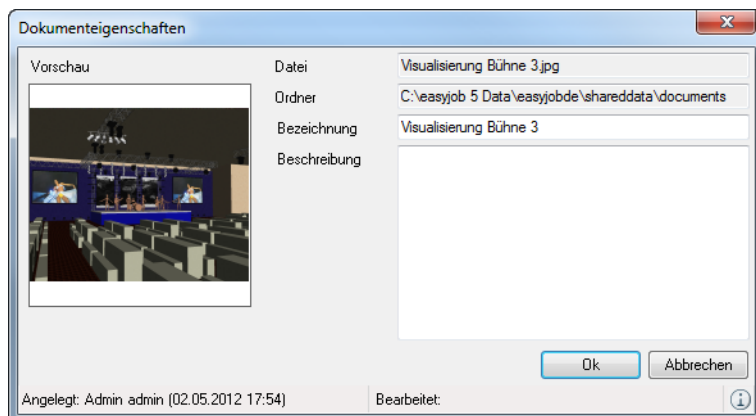 Dokumenteigenschaften
Vorschau
Datei
Visualisierung Bühne 3.jpg
Ordner
C:\easyjob 5 Data\easyjobde\shareddata\documents
Bezeichnung
Visualisierung Bühne 3
Beschreibung
Ok
Abbrechen
Angelegt: Admin admin (02.05.2012 17:54)
Bearbeitet: